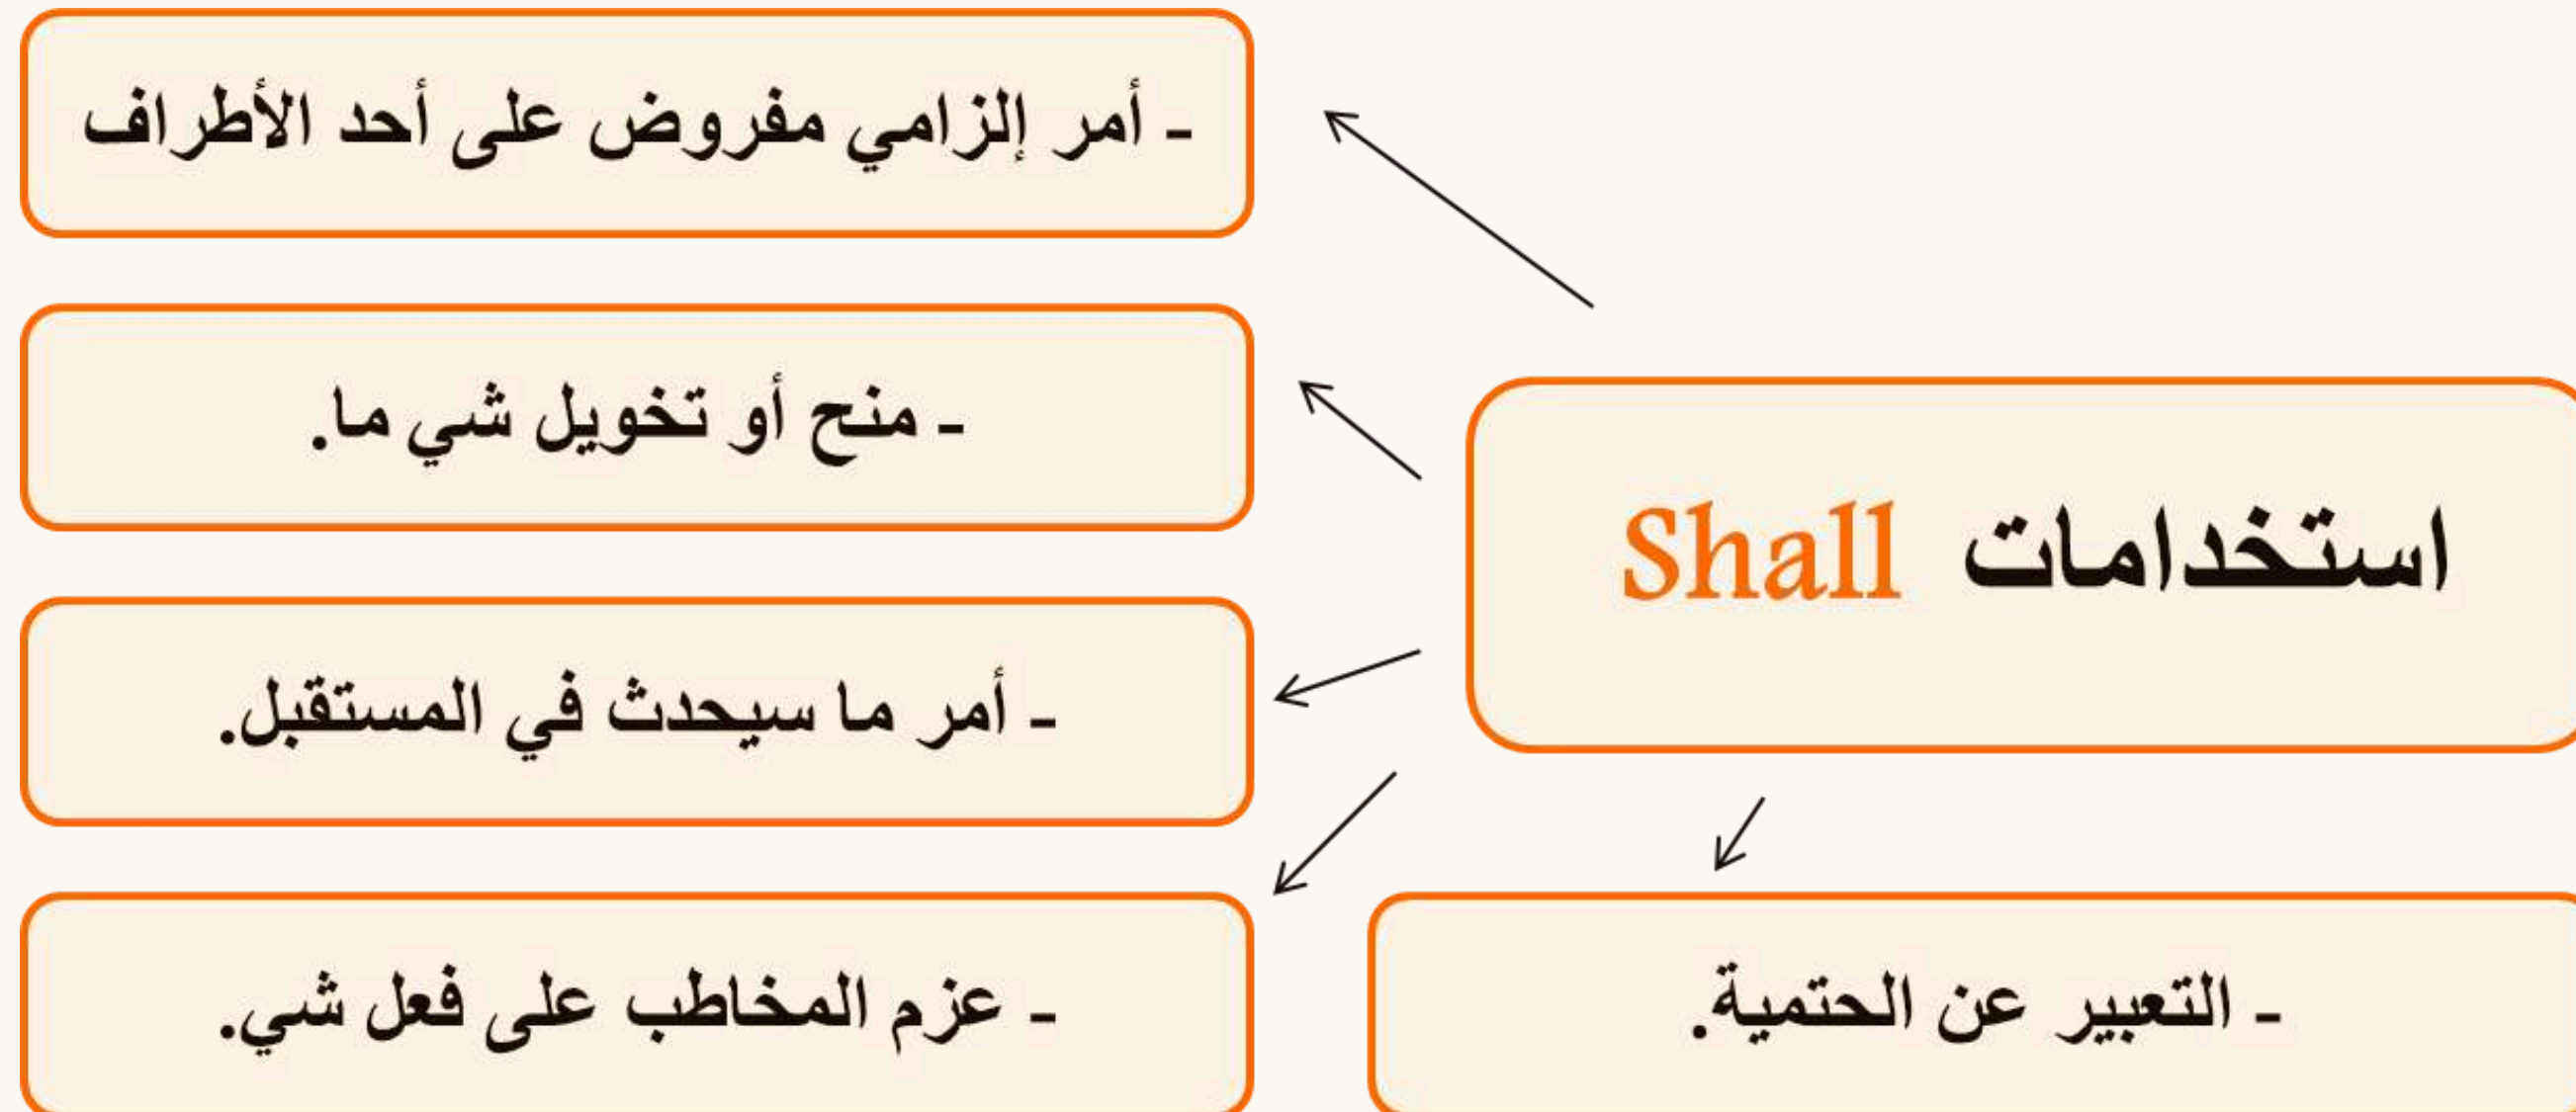 استخدامات Shall
- أمر إلزامي مفروض على أحد الأطراف
- منح أو تخويل شي ما.
- أمر ما سيحدث في المستقبل.
- عزم المخاطب على فعل شي.
- التعبير عن الحتمية.